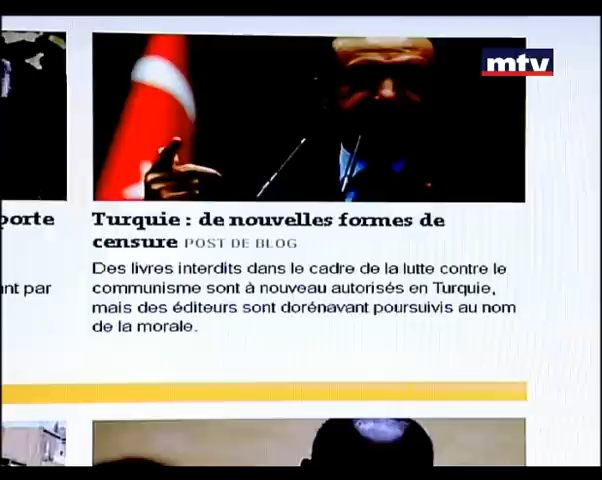 mtv
porte
Turquie : de nouvelles formes de
censure POST DE BLOG
Des livres interdits dans le cadre de la lutte contre le
ant par
communisme sont à nouveau autorisés en Turquie,
mais des éditeurs sont dorénavant poursuivis au nom
de la morale.